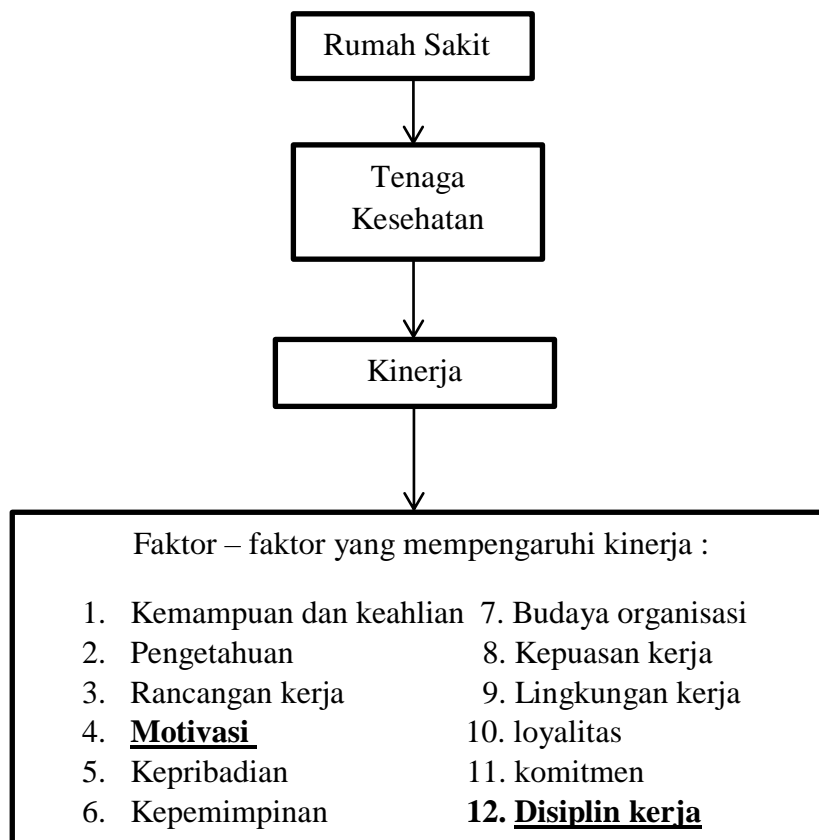 Rumah Sakit
Tenaga
Kesehatan
Kinerja
Faktor – faktor yang mempengaruhi kinerja :
1. Kemampuan dan keahlian 7. Budaya organisasi
2. Pengetahuan 8. Kepuasan kerja
3. Rancangan kerja 9. Lingkungan kerja
4. Motivasi 10. loyalitas
5. Kepribadian 11. komitmen
6. Kepemimpinan 12. Disiplin kerja